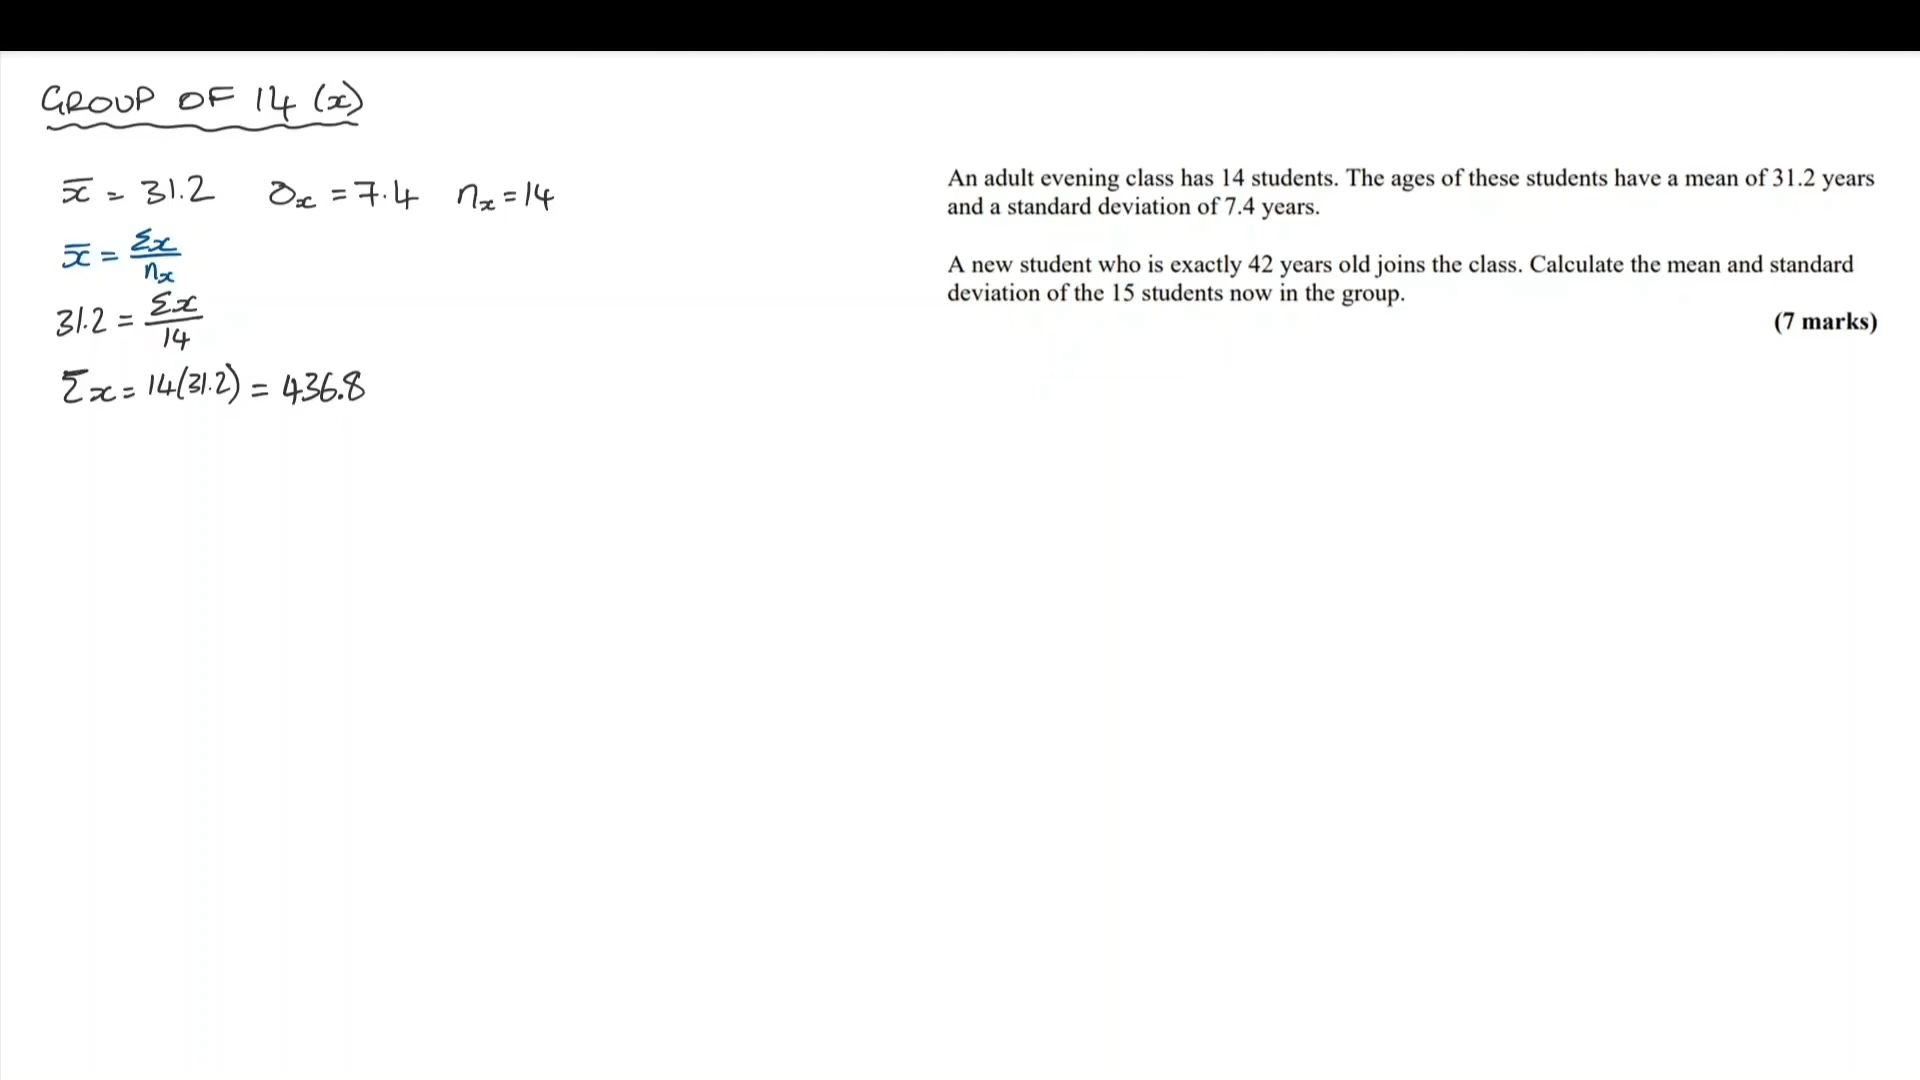 GROUP OF 14 (x)
x̄ = 31.2   σₓ = 7.4   nₓ = 14
x̄ = Σx/nₓ
31.2 = Σx/14
Σx = 14(31.2) = 436.8
An adult evening class has 14 students. The ages of these students have a mean of 31.2 years
and a standard deviation of 7.4 years.
A new student who is exactly 42 years old joins the class. Calculate the mean and standard
deviation of the 15 students now in the group.
(7 marks)